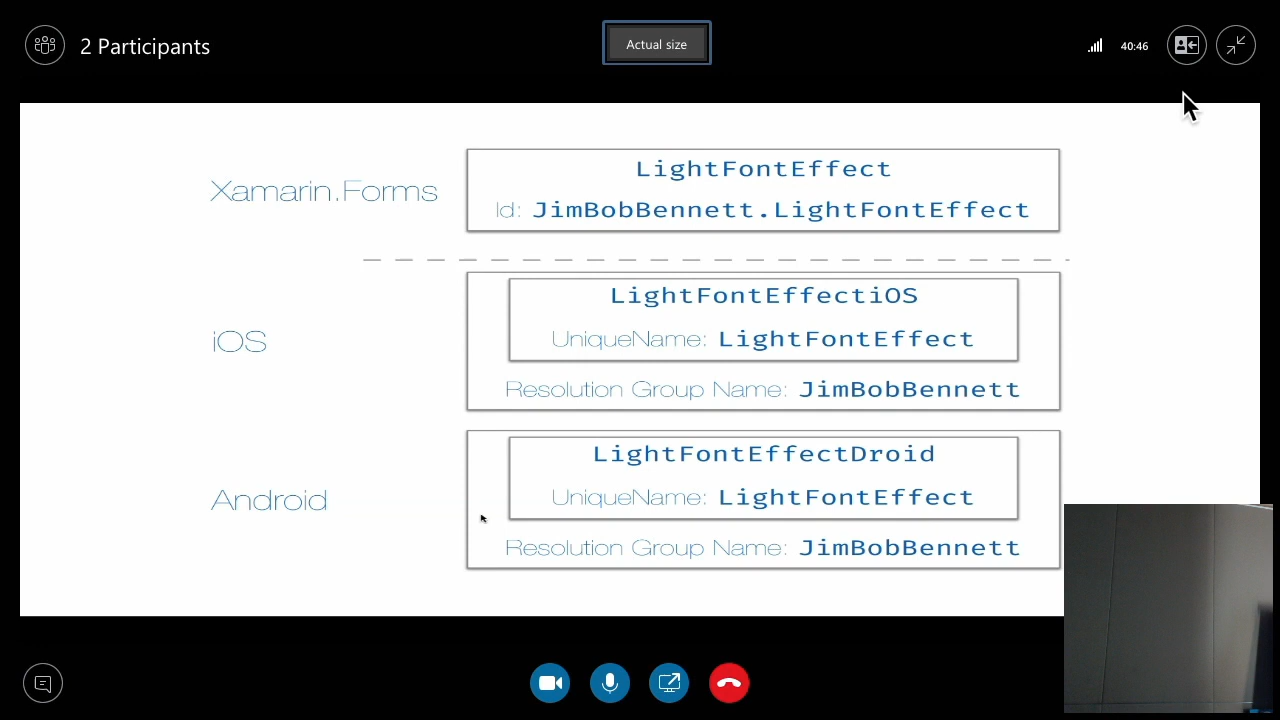 2 Participants
Actual size
40:46
Xamarin.Forms
LightFontEffect
Id: JimBobBennett.LightFontEffect
iOS
LightFontEffectiOS
UniqueName: LightFontEffect
Resolution Group Name: JimBobBennett
Android
LightFontEffectDroid
UniqueName: LightFontEffect
Resolution Group Name: JimBobBennett